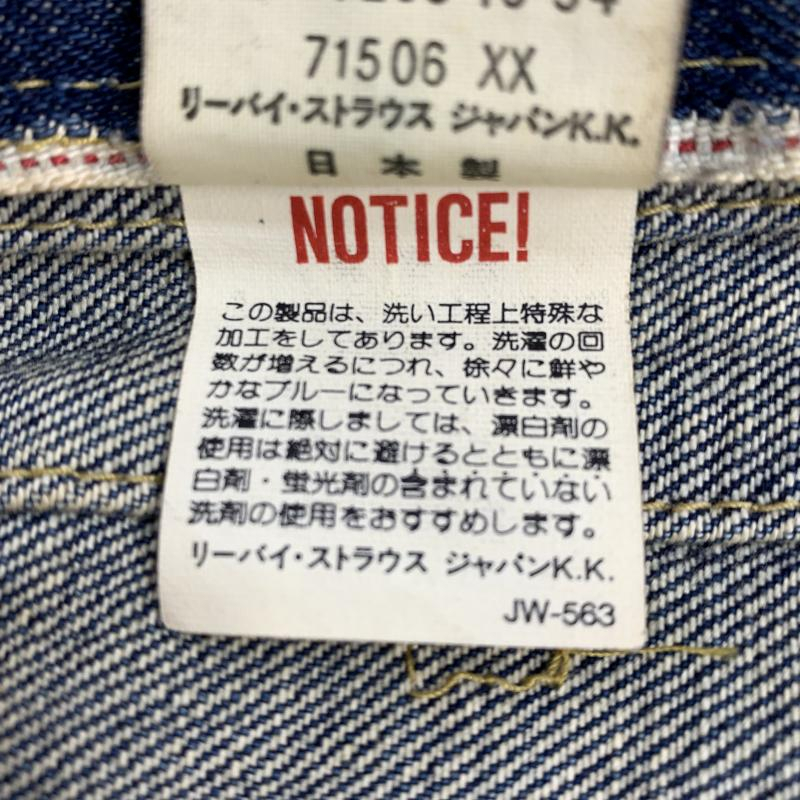 71506 XX
リーバイ・ストラウス ジャパンK.K.
日本製
NOTICE!
この製品は、洗い工程上特殊な
加工をしてあります。洗濯の回
数が増えるにつれ、徐々に鮮や
かなブルーになっていきます。
洗濯に際しましては、漂白剤の
使用は絶対に避けるとともに漂
白剤・蛍光剤の含まれていない
洗剤の使用をおすすめします。
リーバイ・ストラウス ジャパンK.K.
JW-563